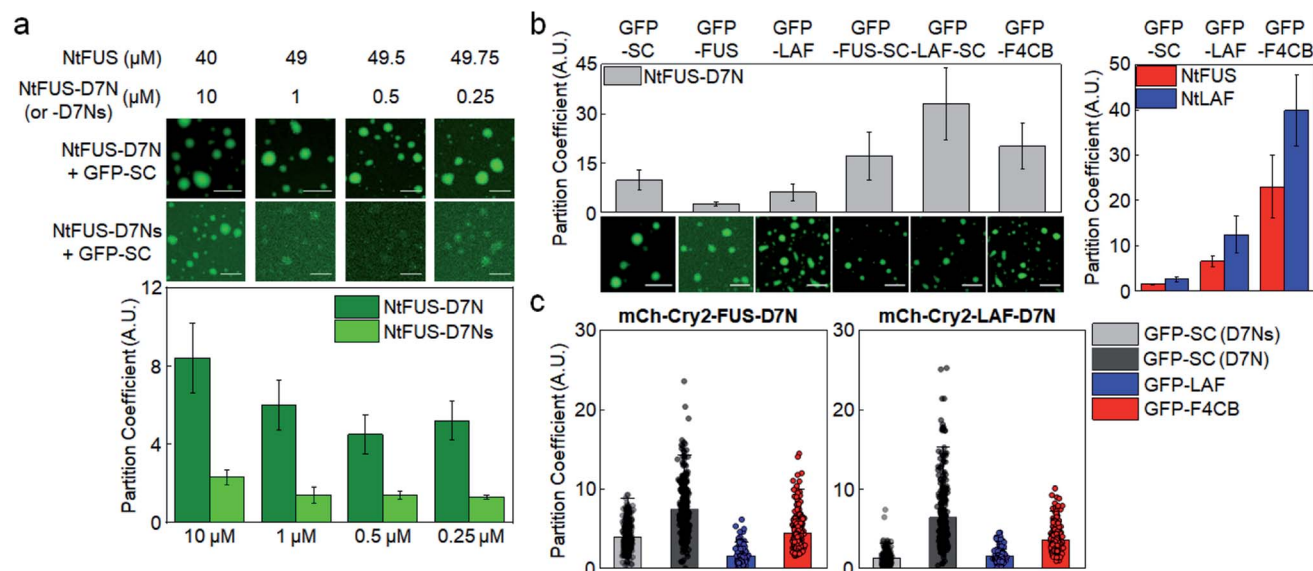 a
NtFUS (μM) 40 49 49.5 49.75
NtFUS-D7N (μM) 10 1 0.5 0.25
(or -D7Ns)
NtFUS-D7N
+ GFP-SC
NtFUS-D7Ns
+ GFP-SC
Partition Coefficient (A.U.)
12
8
4
0
NtFUS-D7N
NtFUS-D7Ns
10 μM 1 μM 0.5 μM 0.25 μM
b
GFP GFP GFP GFP GFP GFP
-SC -FUS -LAF -FUS-SC -LAF-SC -F4CB
Partition Coefficient (A.U.)
45
30
15
0
NtFUS-D7N
GFP GFP GFP
-SC -LAF -F4CB
Partition Coefficient (A.U.)
50
40
30
20
10
0
NtFUS
NtLAF
c
mCh-Cry2-FUS-D7N mCh-Cry2-LAF-D7N
Partition Coefficient (A.U.)
30
20
10
0
Partition Coefficient (A.U.)
30
20
10
0
GFP-SC (D7Ns)
GFP-SC (D7N)
GFP-LAF
GFP-F4CB